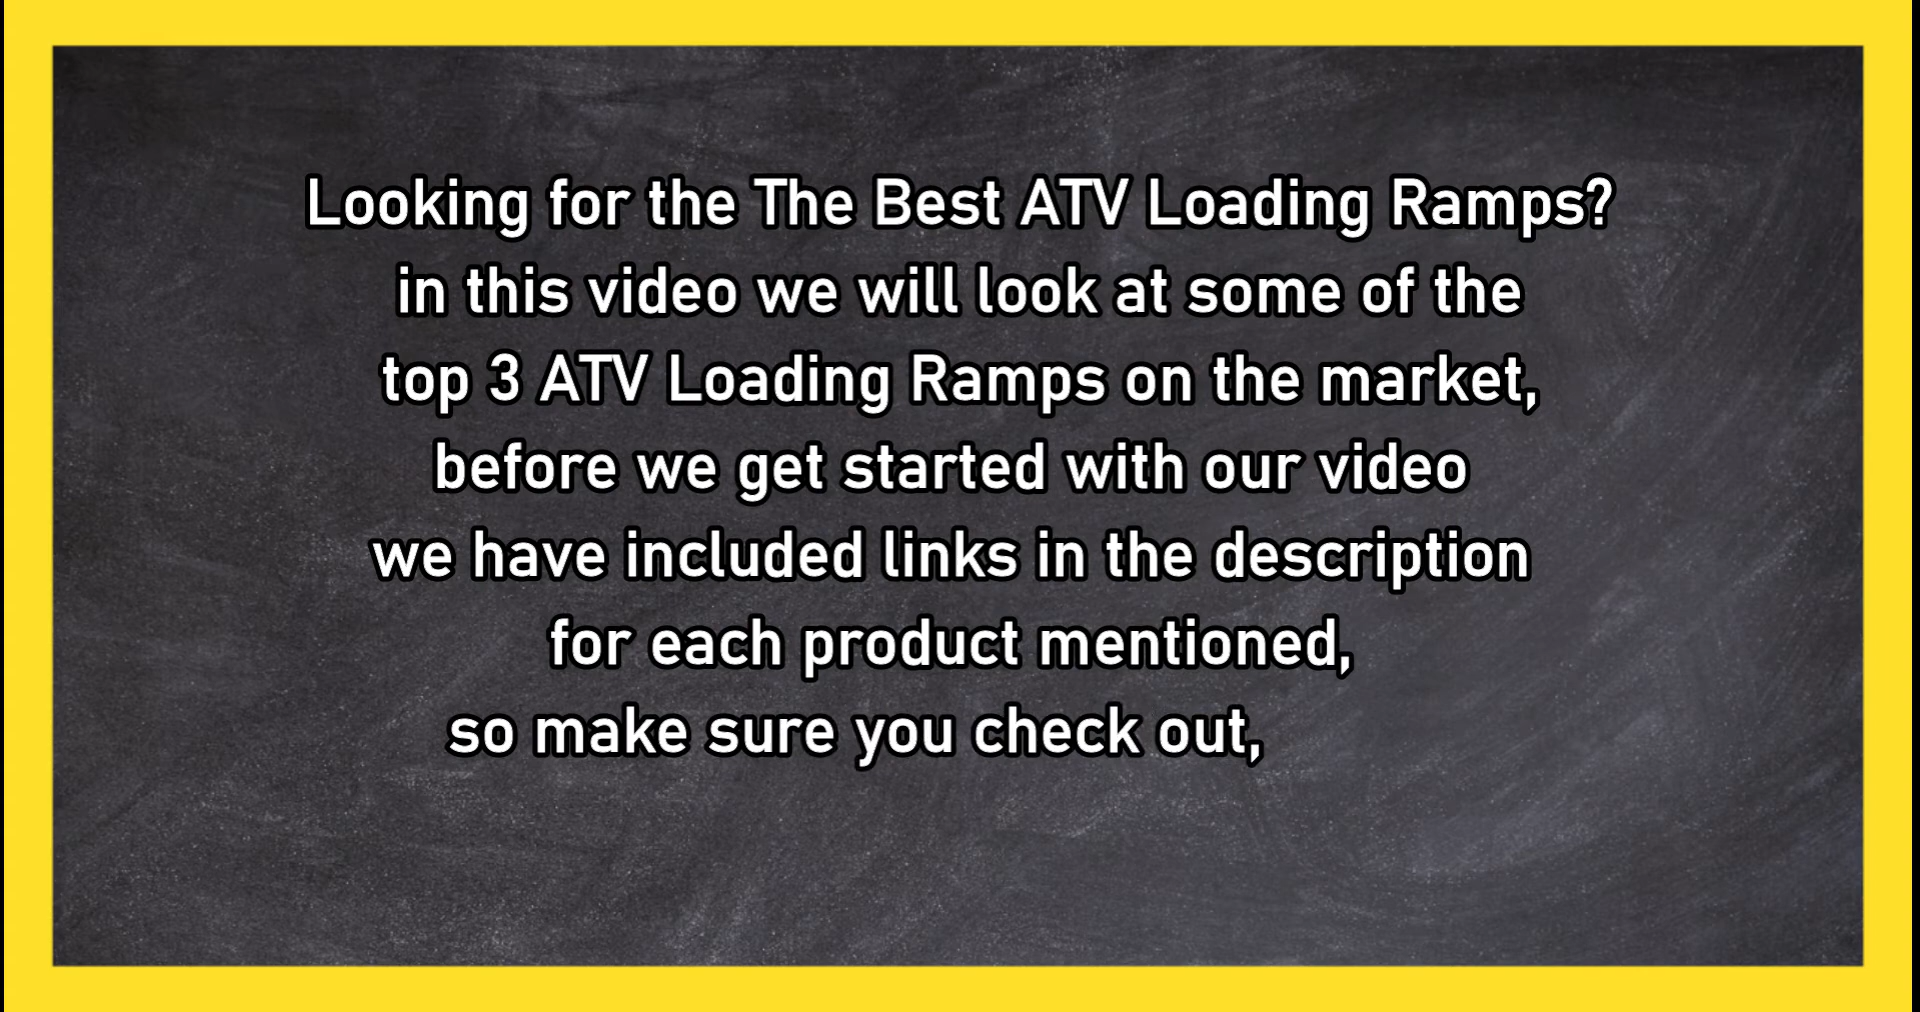 Looking for the The Best ATV Loading Ramps?
in this video we will look at some of the
top 3 ATV Loading Ramps on the market,
before we get started with our video
we have included links in the description
for each product mentioned,
so make sure you check out,